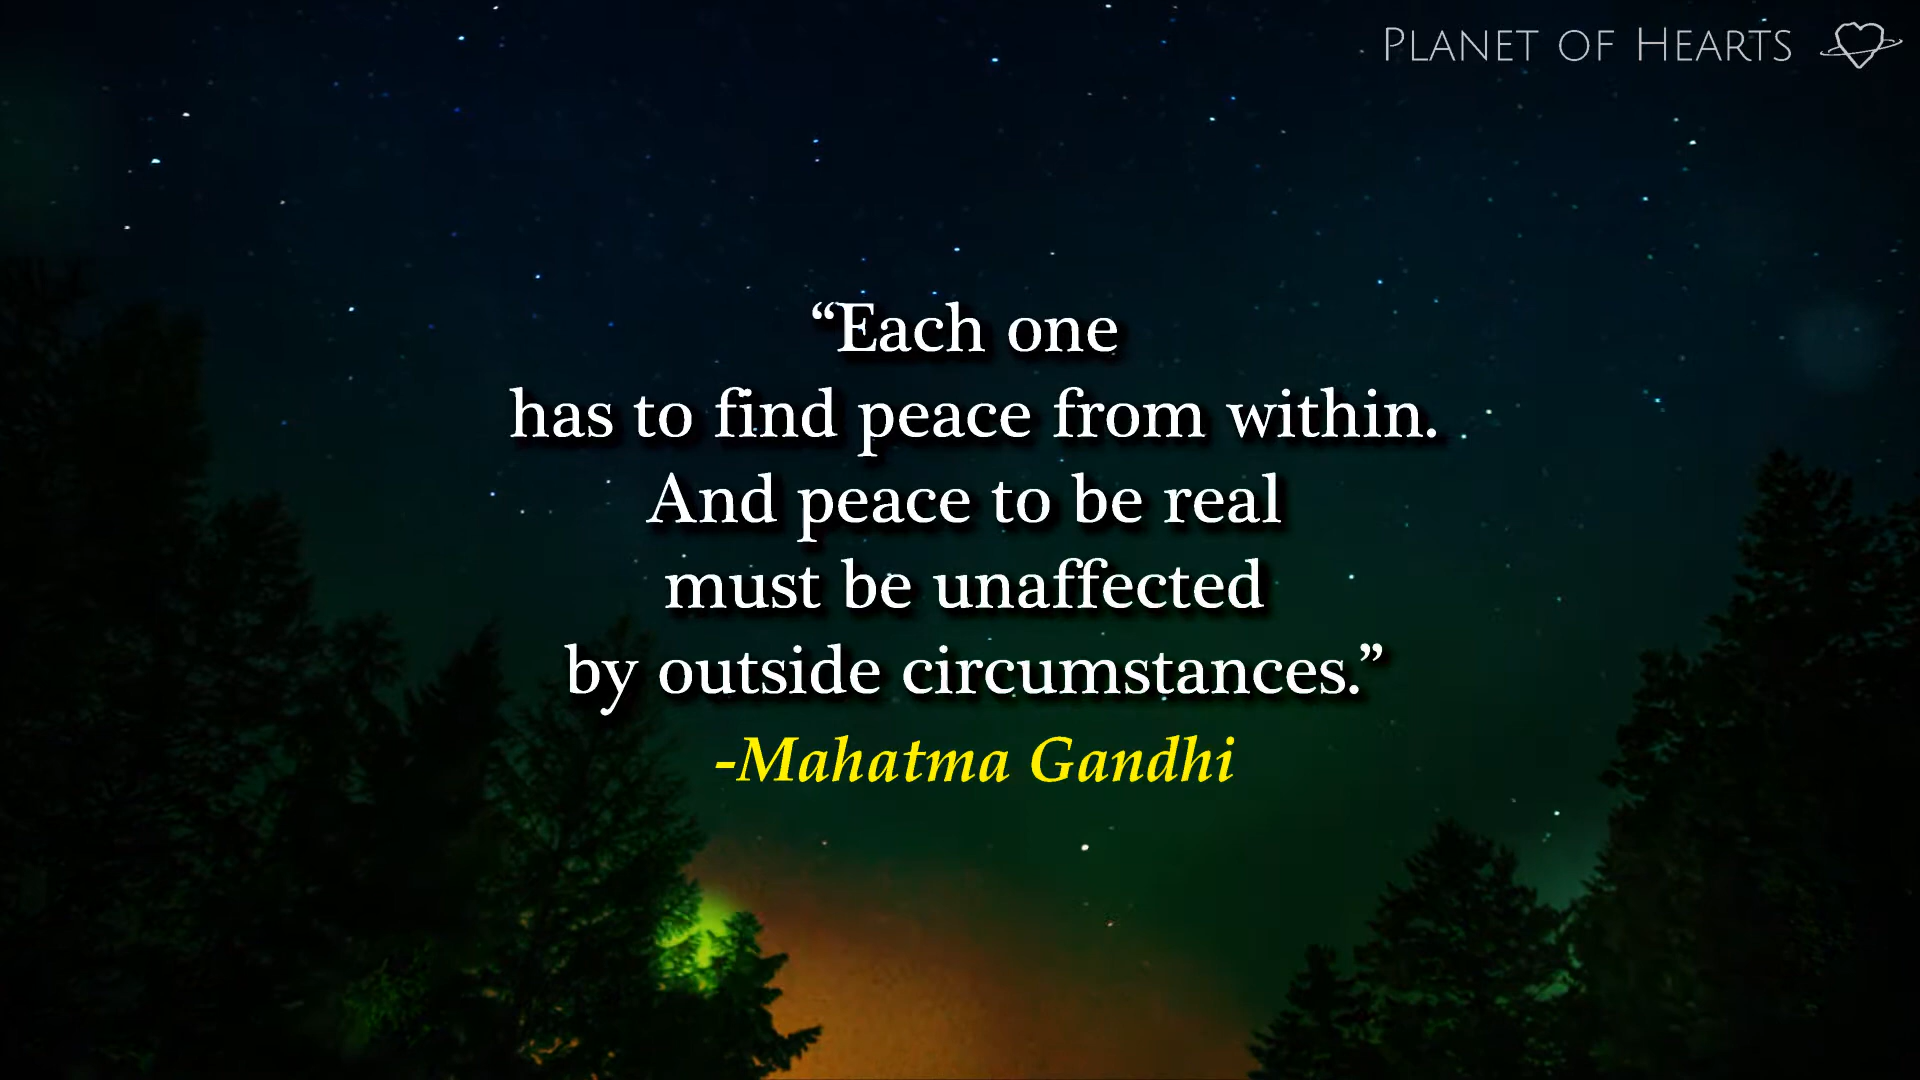 PLANET OF HEARTS
“Each one
has to find peace from within.
And peace to be real
must be unaffected
by outside circumstances.”
-Mahatma Gandhi